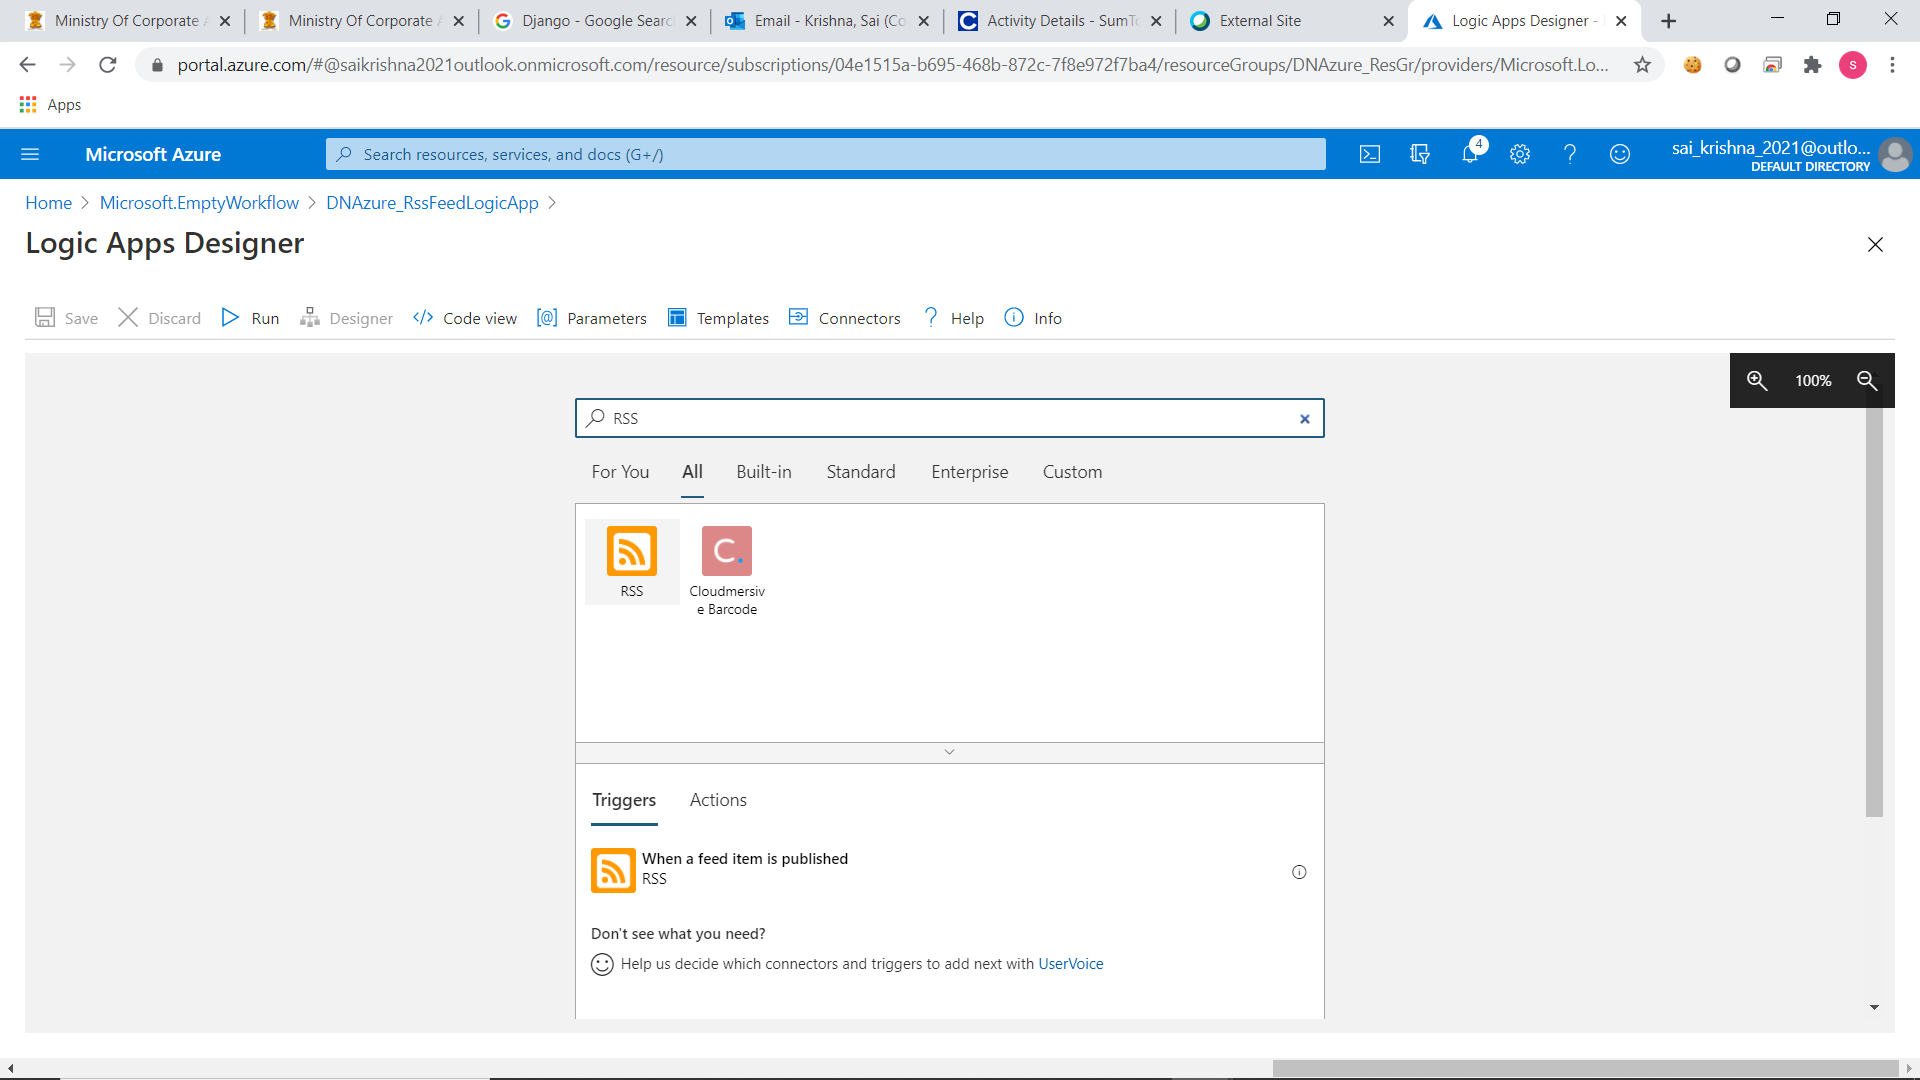 Ministry Of Corporate A
Ministry Of Corporate A
Django - Google Searc
Email - Krishna, Sai (Co
Activity Details - SumTo
External Site
Logic Apps Designer -
portal.azure.com/#@saikrishna2021outlook.onmicrosoft.com/resource/subscriptions/04e1515a-b695-468b-872c-7f8e972f7ba4/resourceGroups/DNAzure_ResGr/providers/Microsoft.Lo...
S
Apps
Microsoft Azure
Search resources, services, and docs (G+/)
4
sai_krishna_2021@outlo...
DEFAULT DIRECTORY
Home > Microsoft.EmptyWorkflow > DNAzure_RssFeedLogicApp >
Logic Apps Designer
Save Discard Run Designer Code view Parameters Templates Connectors Help Info
100%
RSS
For You All Built-in Standard Enterprise Custom
C.
RSS
Cloudmersiv
e Barcode
Triggers Actions
When a feed item is published
RSS
Don't see what you need?
Help us decide which connectors and triggers to add next with UserVoice